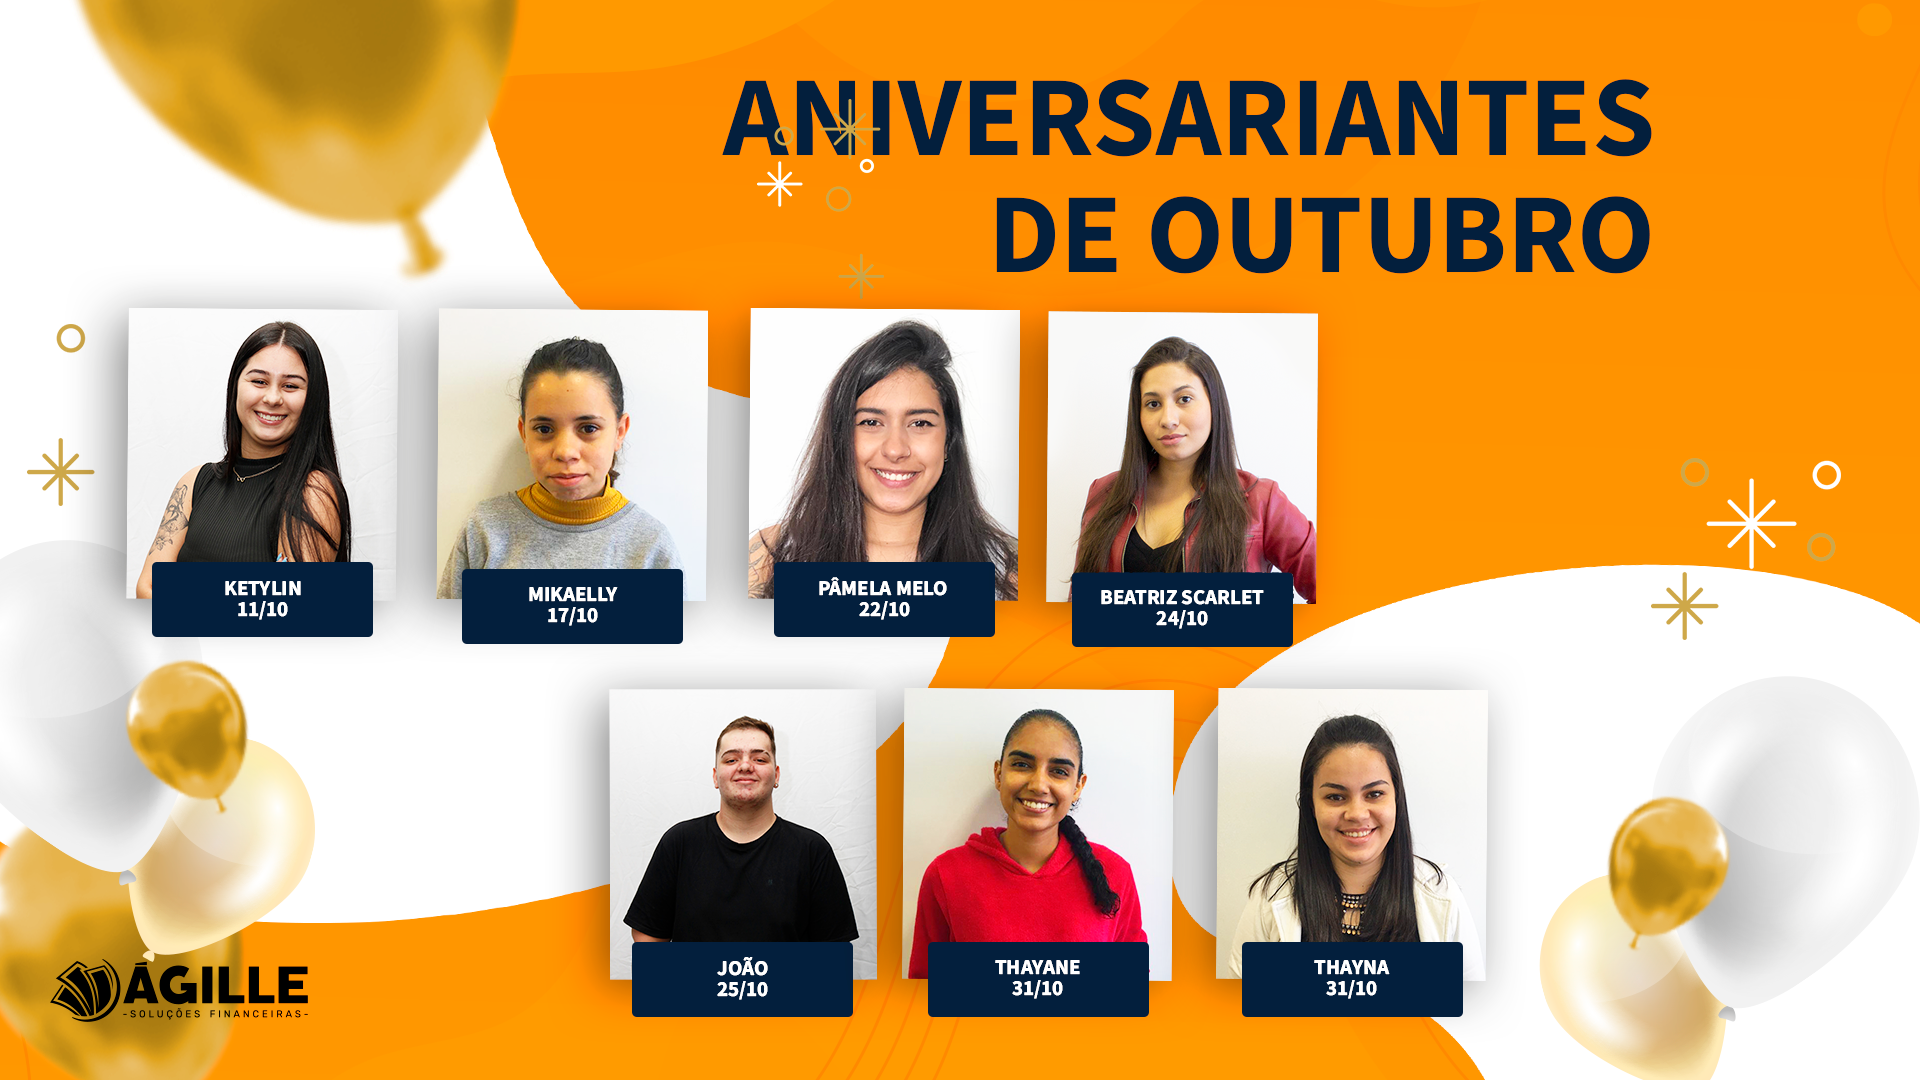 ANIVERSARIANTES
DE OUTUBRO
KETYLIN
11/10
MIKAELLY
17/10
PÂMELA MELO
22/10
BEATRIZ SCARLET
24/10
JOÃO
25/10
THAYANE
31/10
THAYNA
31/10
ÁGILLE
-SOLUÇÕES FINANCEIRAS-